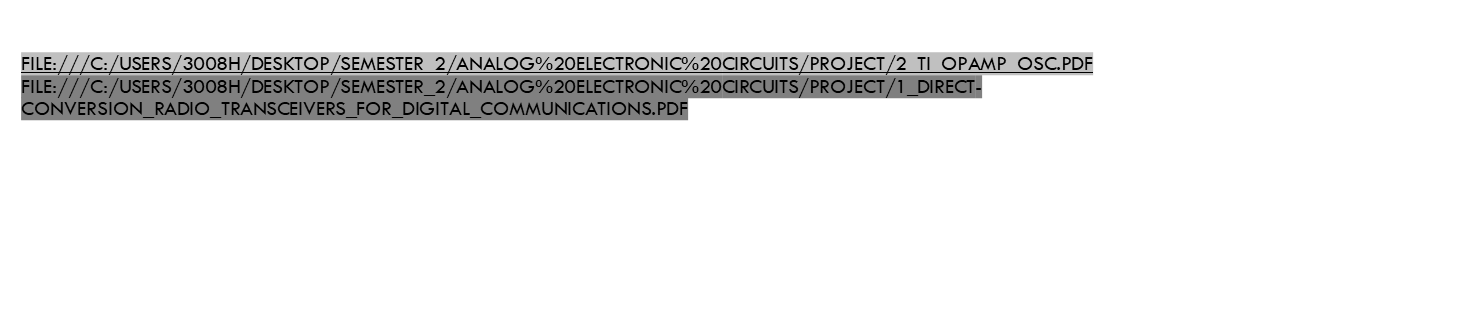 FILE:///C:/USERS/3008H/DESKTOP/SEMESTER_2/ANALOG%20ELECTRONIC%20CIRCUITS/PROJECT/2_TI_OPAMP_OSC.PDF
FILE:///C:/USERS/3008H/DESKTOP/SEMESTER_2/ANALOG%20ELECTRONIC%20CIRCUITS/PROJECT/1_DIRECT-
CONVERSION_RADIO_TRANSCEIVERS_FOR_DIGITAL_COMMUNICATIONS.PDF